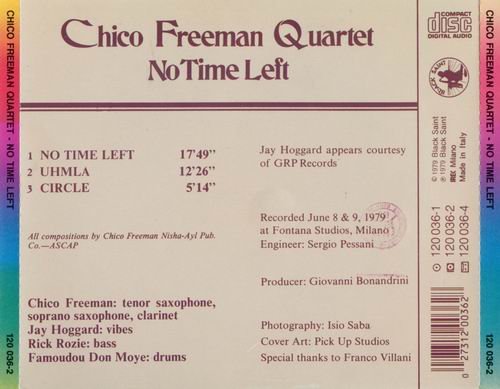 CHICO FREEMAN QUARTET - NO TIME LEFT
120 036-2
Chico Freeman Quartet
No Time Left
1 NO TIME LEFT 17'49"
2 UHMLA 12'26"
3 CIRCLE 5'14"
All compositions by Chico Freeman Nisha-Ayl Pub.
Co.—ASCAP
Chico Freeman: tenor saxophone,
soprano saxophone, clarinet
Jay Hoggard: vibes
Rick Rozie: bass
Famoudou Don Moye: drums
Jay Hoggard appears courtesy
of GRP Records
Recorded June 8 & 9, 1979
at Fontana Studios, Milano
Engineer: Sergio Pessani
Producer: Giovanni Bonandrini
Photography: Isio Saba
Cover Art: Pick Up Studios
Special thanks to Franco Villani
COMPACT
disc
DIGITAL AUDIO
BLACK SAINT
© 1979 Black Saint
℗ 1979 Black Saint
IREC Milano
Made in Italy
120 036-1
120 036-2
120 036-4
0 27312 00362
CHICO FREEMAN QUARTET - NO TIME LEFT
120 036-2